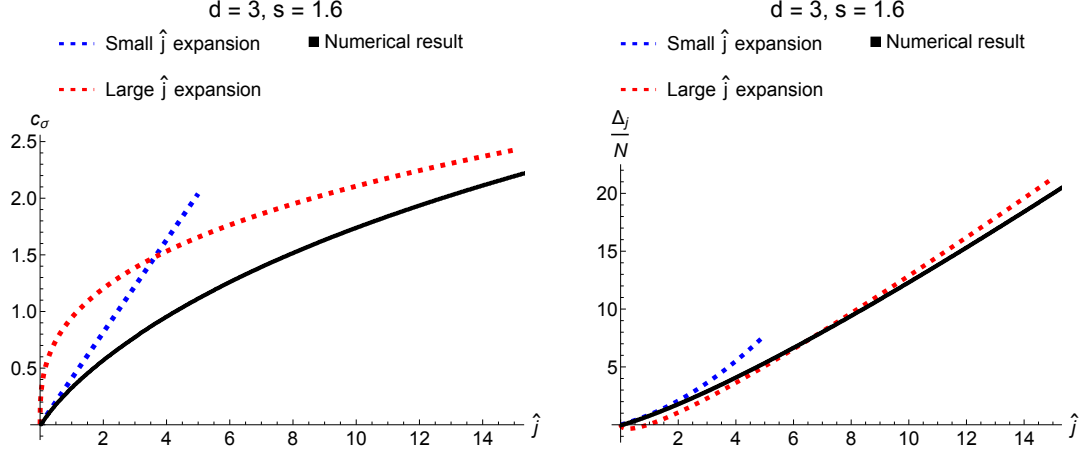 d = 3, s = 1.6
Small ĵ expansion
Numerical result
Large ĵ expansion
c_σ
2.5
2.0
1.5
1.0
0.5
2 4 6 8 10 12 14
ĵ
d = 3, s = 1.6
Small ĵ expansion
Numerical result
Large ĵ expansion
Δ_j
N
20
15
10
5
2 4 6 8 10 12 14
ĵ